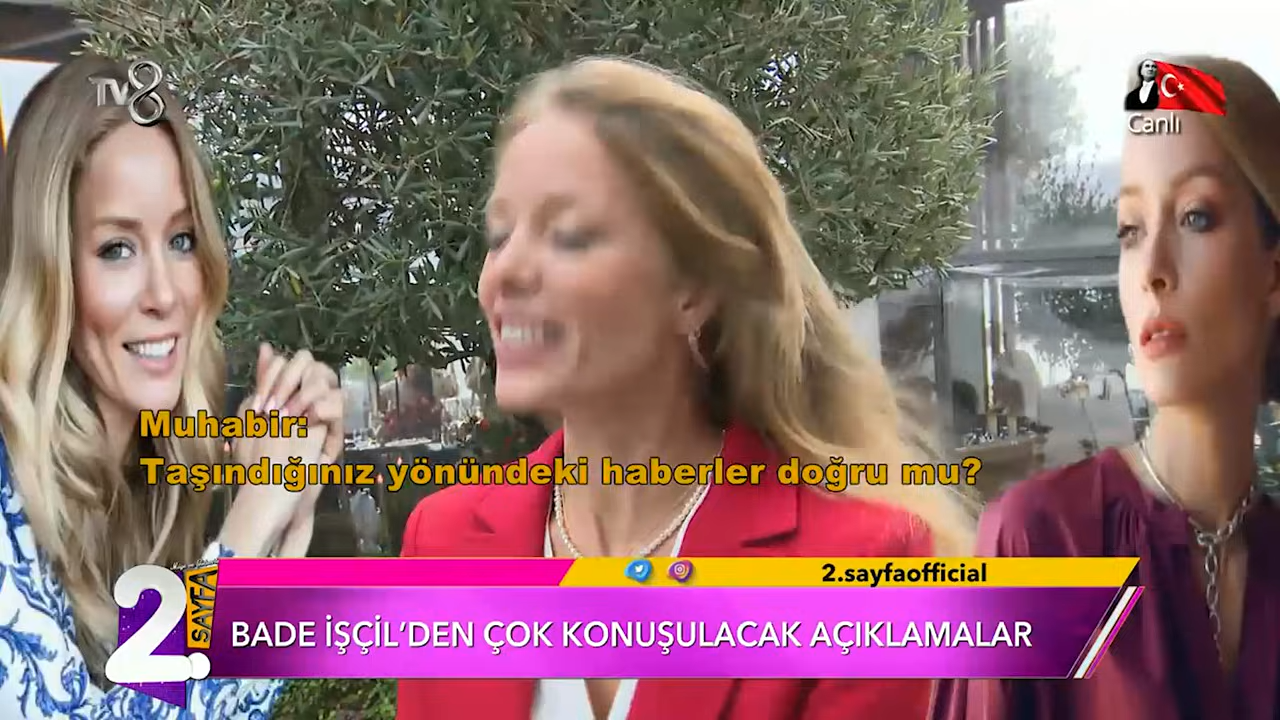 TV8
Canlı
Muhabir:
Taşındığınız yönündeki haberler doğru mu?
2.sayfaofficial
2. SAYFA
BADE İŞÇİL'DEN ÇOK KONUŞULACAK AÇIKLAMALAR